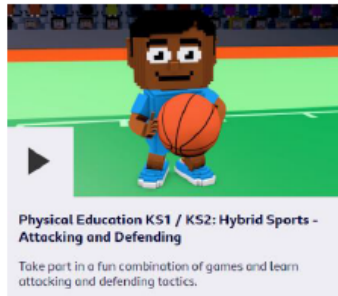 Physical Education KS1 / KS2: Hybrid Sports -
Attacking and Defending
Take part in a fun combination of games and learn
attacking and defending tactics.